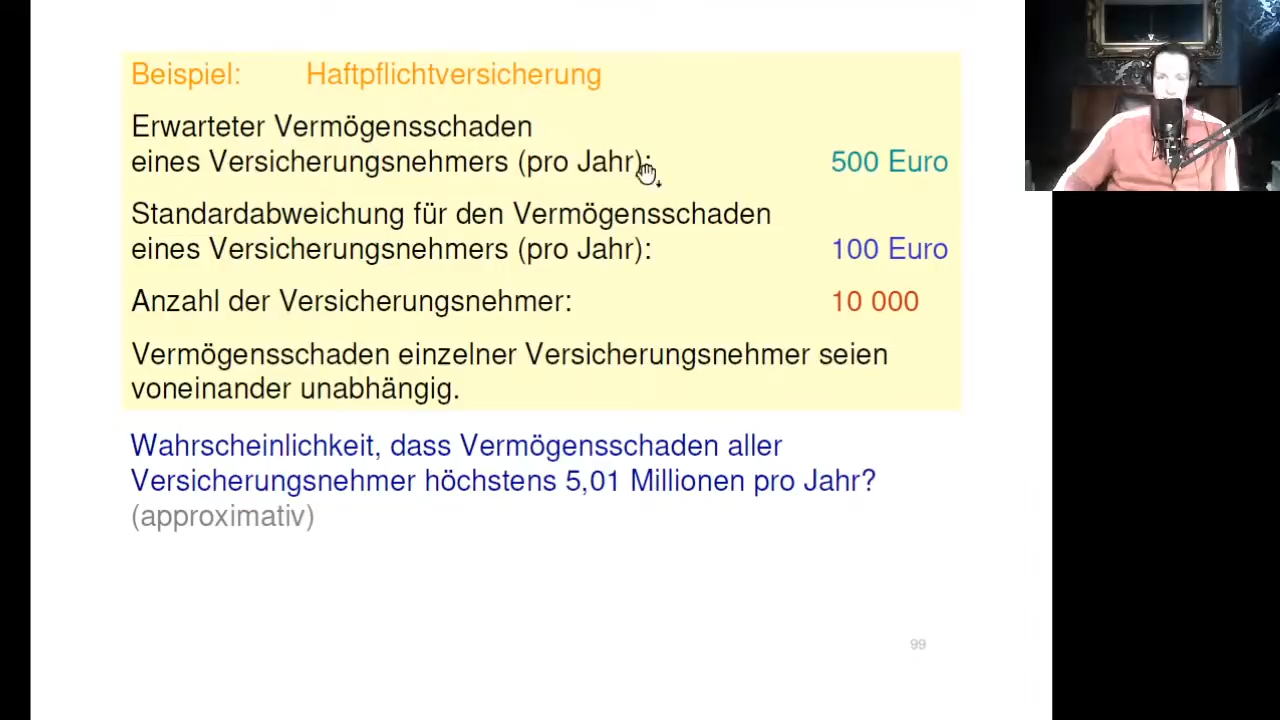 Beispiel: Haftpflichtversicherung
Erwarteter Vermögensschaden
eines Versicherungsnehmers (pro Jahr): 500 Euro
Standardabweichung für den Vermögensschaden
eines Versicherungsnehmers (pro Jahr): 100 Euro
Anzahl der Versicherungsnehmer: 10 000
Vermögensschaden einzelner Versicherungsnehmer seien
voneinander unabhängig.
Wahrscheinlichkeit, dass Vermögensschaden aller
Versicherungsnehmer höchstens 5,01 Millionen pro Jahr?
(approximativ)
99